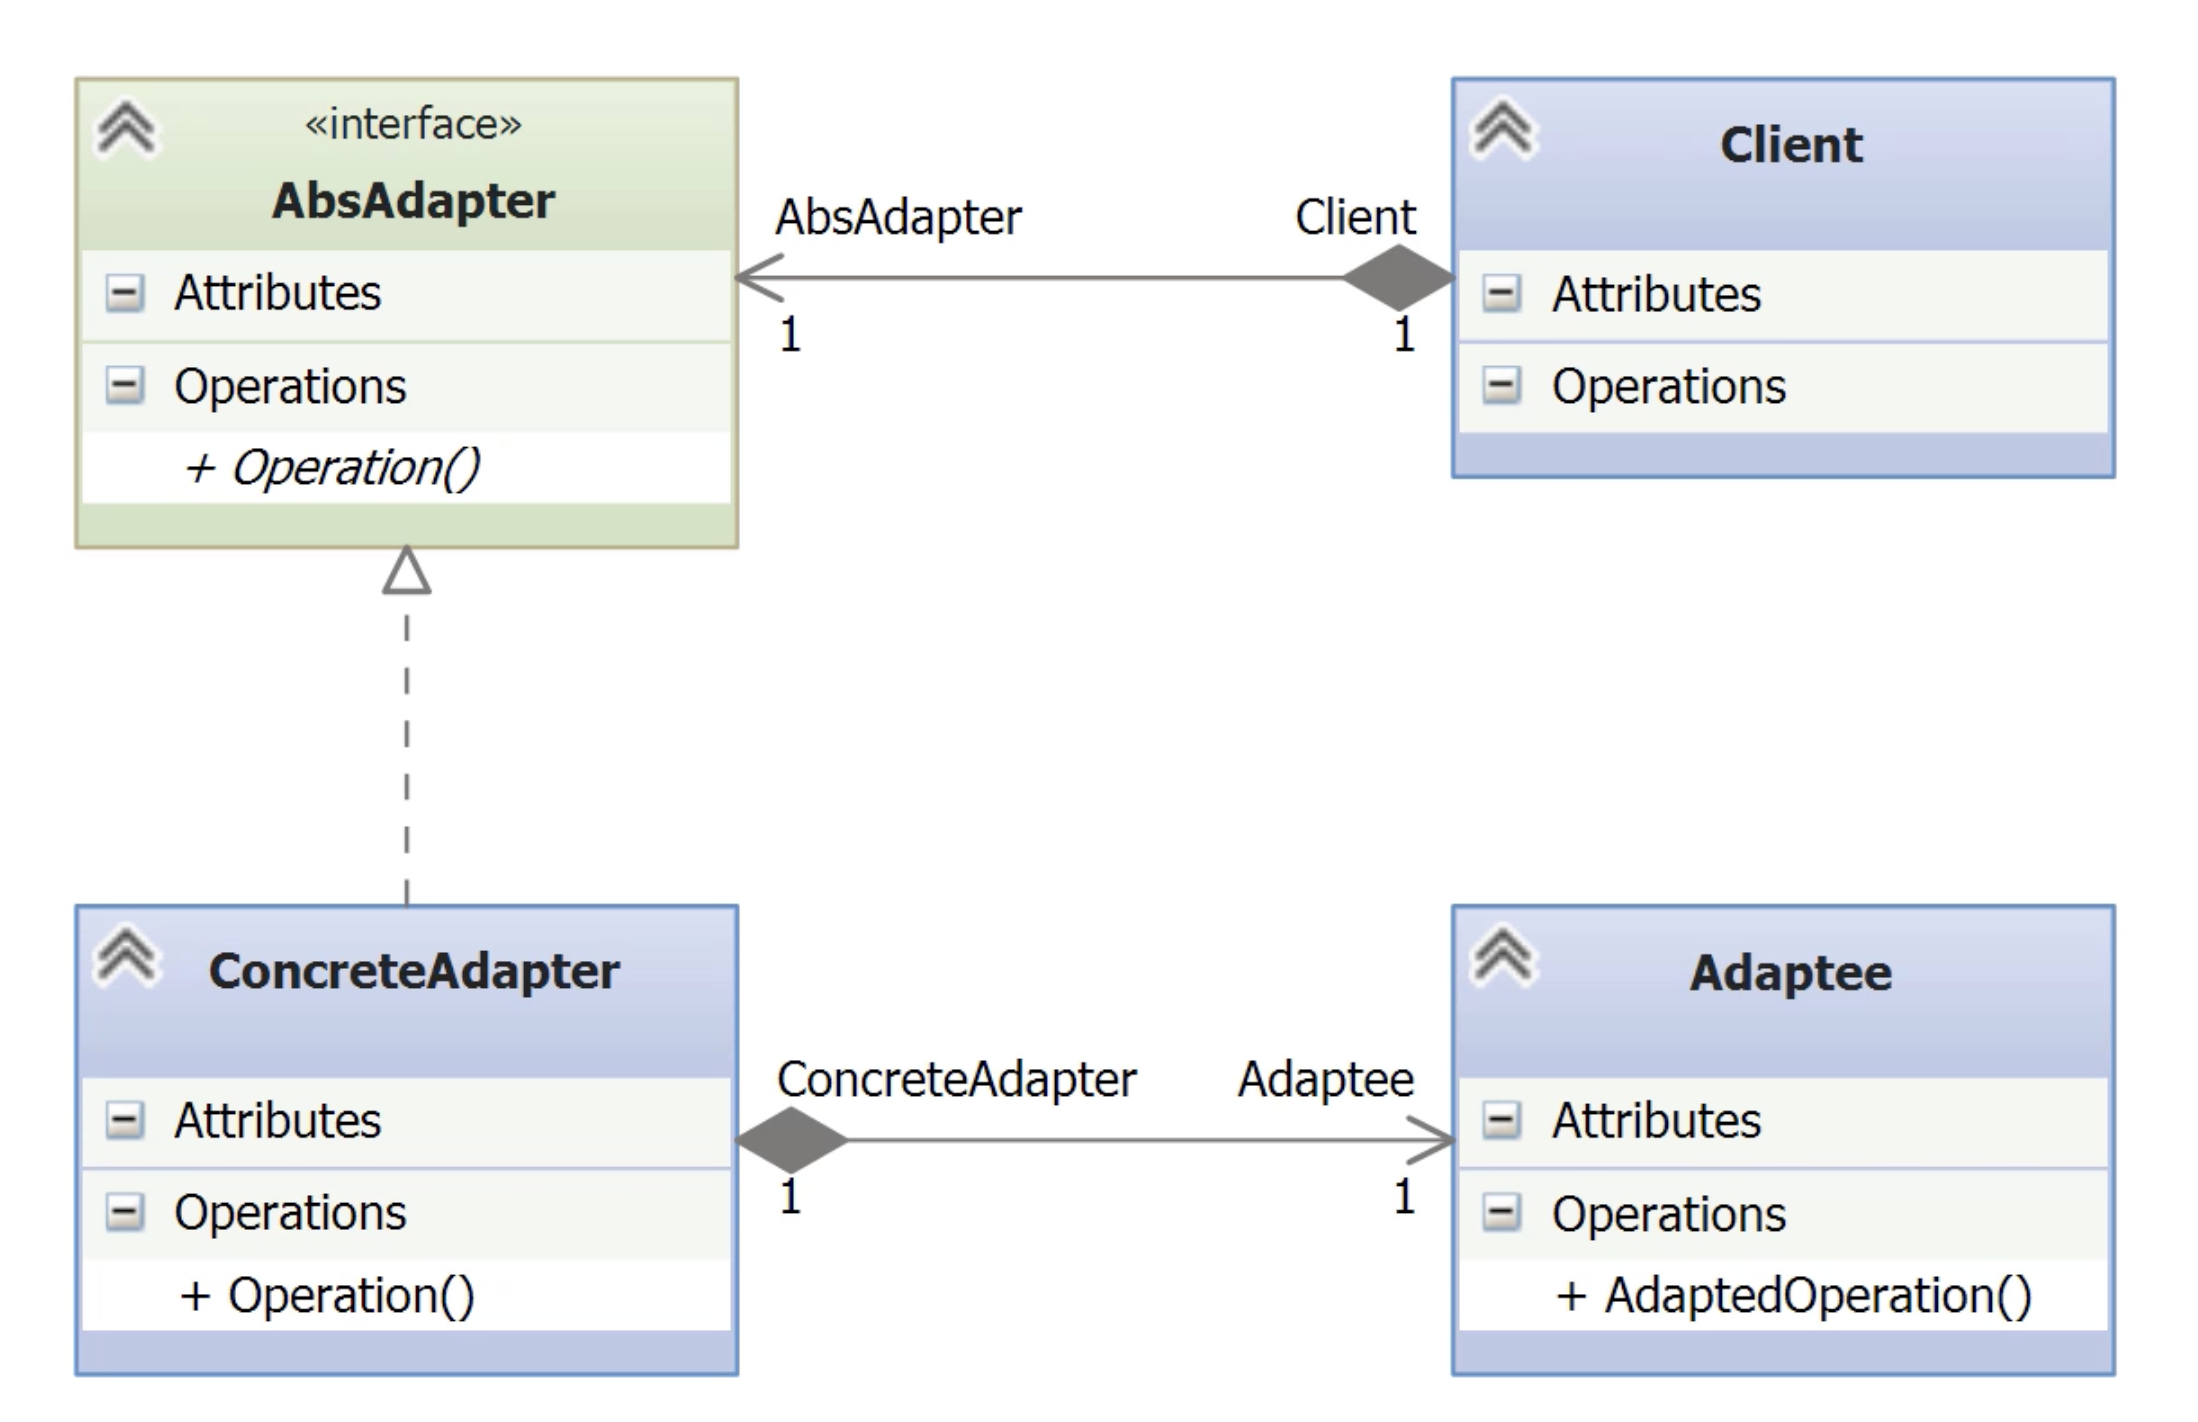 «interface»
AbsAdapter
Attributes
Operations
+ Operation()
AbsAdapter
1
Client
1
Client
Attributes
Operations
ConcreteAdapter
Attributes
Operations
+ Operation()
ConcreteAdapter
1
Adaptee
1
Adaptee
Attributes
Operations
+ AdaptedOperation()